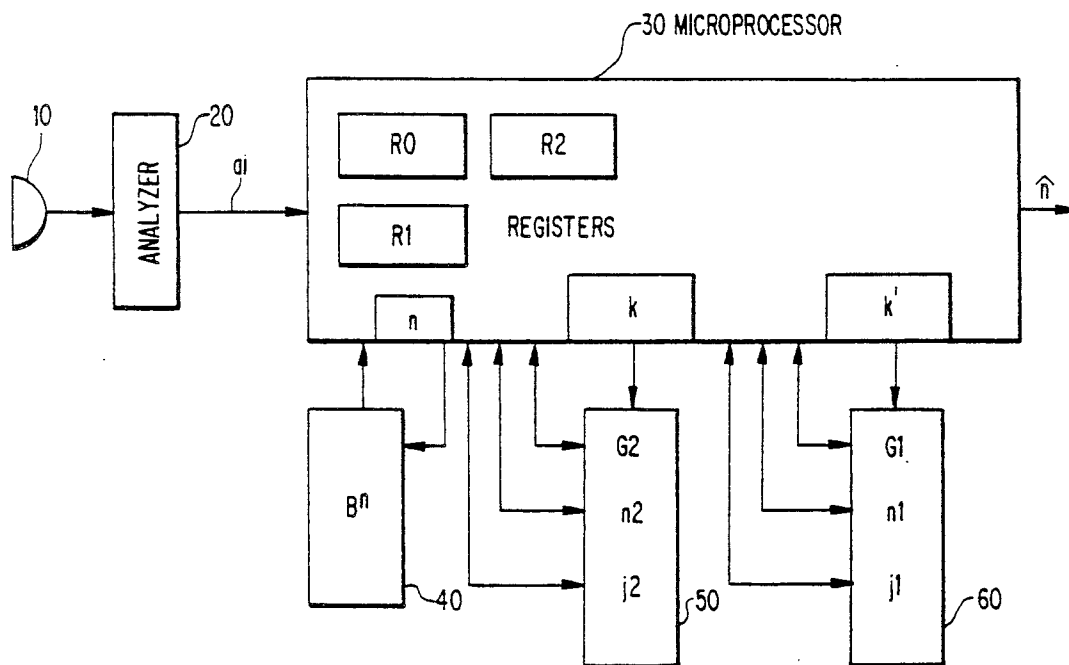 30 MICROPROCESSOR
10
20
ANALYZER
ai
R0
R2
R1
REGISTERS
n̂
n
k
k'
Bⁿ
40
G2
n2
j2
50
G1
n1
j1
60